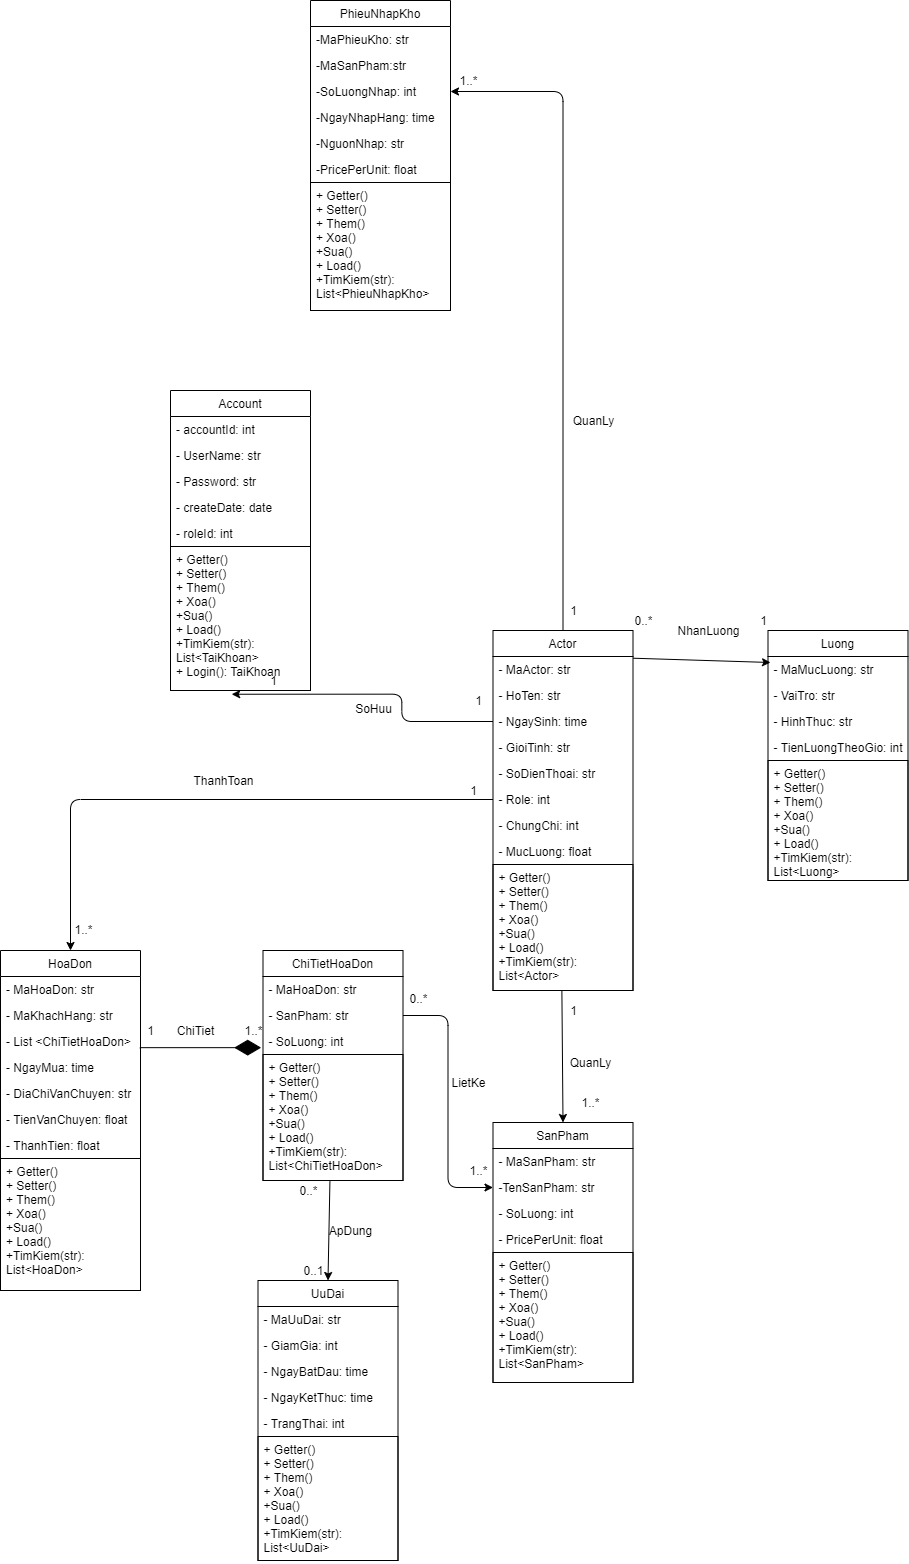 PhieuNhapKho
-MaPhieuKho: str
-MaSanPham:str
-SoLuongNhap: int
-NgayNhapHang: time
-NguonNhap: str
-PricePerUnit: float
+ Getter()
+ Setter()
+ Them()
+ Xoa()
+Sua()
+ Load()
+TimKiem(str):
List<PhieuNhapKho>
1..*
QuanLy
1
Account
- accountId: int
- UserName: str
- Password: str
- createDate: date
- roleId: int
+ Getter()
+ Setter()
+ Them()
+ Xoa()
+Sua()
+ Load()
+TimKiem(str):
List<TaiKhoan>
+ Login(): TaiKhoan
1
SoHuu
1
Actor
- MaActor: str
- HoTen: str
- NgaySinh: time
- GioiTinh: str
- SoDienThoai: str
- Role: int
- ChungChi: int
- MucLuong: float
+ Getter()
+ Setter()
+ Them()
+ Xoa()
+Sua()
+ Load()
+TimKiem(str):
List<Actor>
0..*
NhanLuong
1
Luong
- MaMucLuong: str
- VaiTro: str
- HinhThuc: str
- TienLuongTheoGio: int
+ Getter()
+ Setter()
+ Them()
+ Xoa()
+Sua()
+ Load()
+TimKiem(str):
List<Luong>
ThanhToan
1
1..*
HoaDon
- MaHoaDon: str
- MaKhachHang: str
- List <ChiTietHoaDon>
- NgayMua: time
- DiaChiVanChuyen: str
- TienVanChuyen: float
- ThanhTien: float
+ Getter()
+ Setter()
+ Them()
+ Xoa()
+Sua()
+ Load()
+TimKiem(str):
List<HoaDon>
1
ChiTiet
1..*
ChiTietHoaDon
- MaHoaDon: str
- SanPham: str
- SoLuong: int
+ Getter()
+ Setter()
+ Them()
+ Xoa()
+Sua()
+ Load()
+TimKiem(str):
List<ChiTietHoaDon>
0..*
LietKe
1..*
1
QuanLy
1..*
SanPham
- MaSanPham: str
-TenSanPham: str
- SoLuong: int
- PricePerUnit: float
+ Getter()
+ Setter()
+ Them()
+ Xoa()
+Sua()
+ Load()
+TimKiem(str):
List<SanPham>
0..*
ApDung
0..1
UuDai
- MaUuDai: str
- GiamGia: int
- NgayBatDau: time
- NgayKetThuc: time
- TrangThai: int
+ Getter()
+ Setter()
+ Them()
+ Xoa()
+Sua()
+ Load()
+TimKiem(str):
List<UuDai>